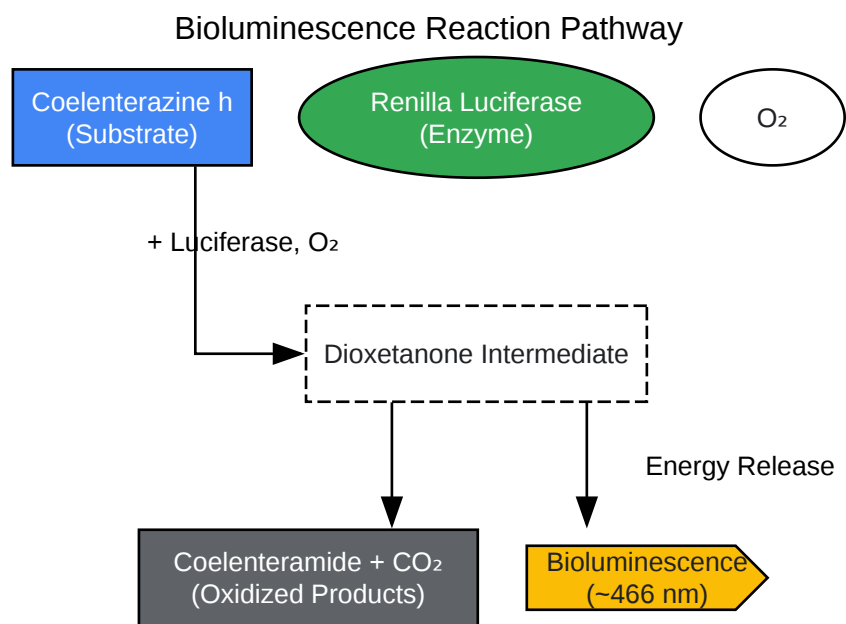 Bioluminescence Reaction Pathway
Coelenterazine h
(Substrate)
Renilla Luciferase
(Enzyme)
O₂
+ Luciferase, O₂
Dioxetanone Intermediate
Energy Release
Coelenteramide + CO₂
(Oxidized Products)
Bioluminescence
(~466 nm)